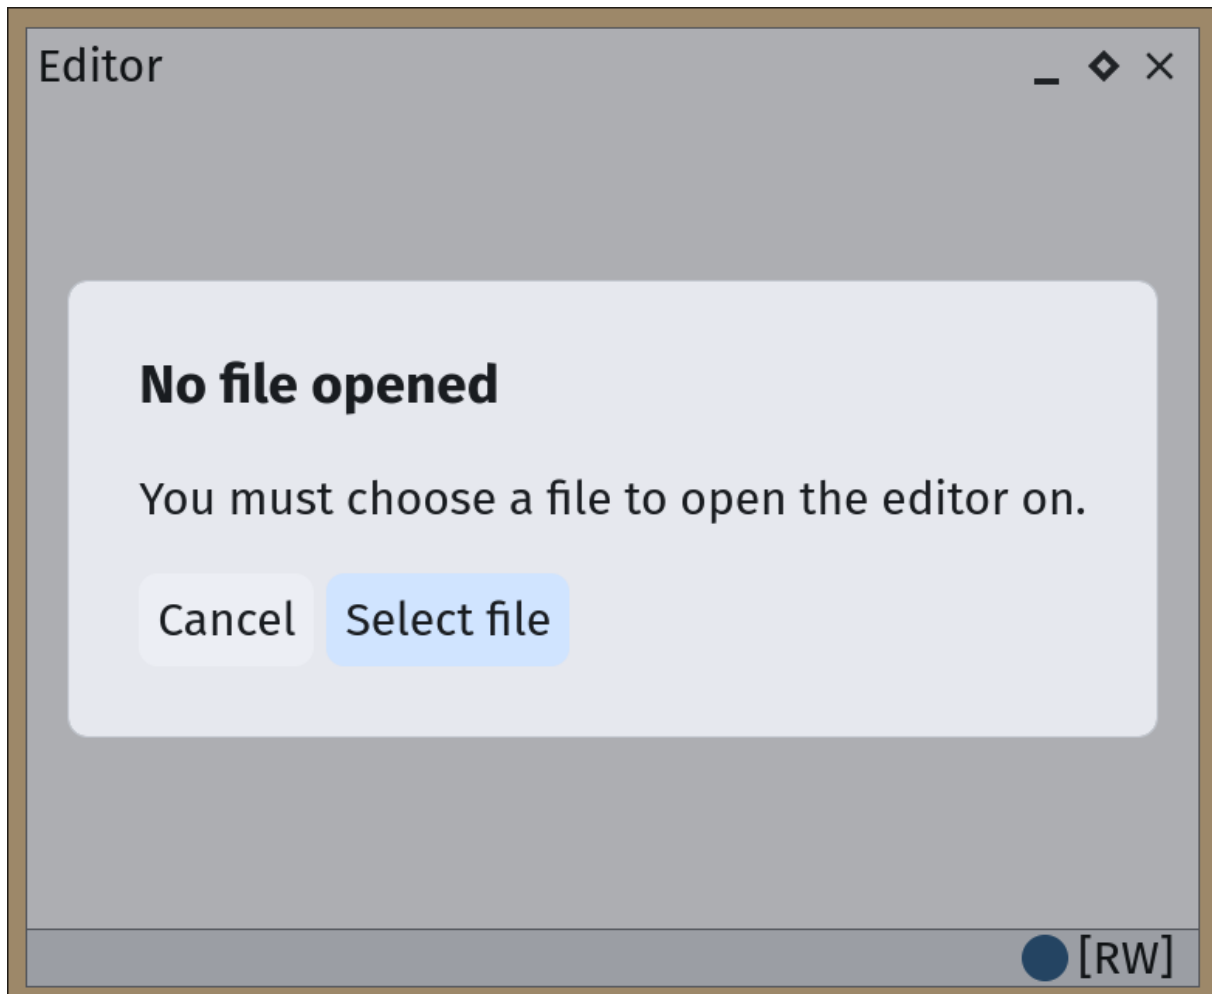 Editor
No file opened
You must choose a file to open the editor on.
Cancel Select file
[RW]